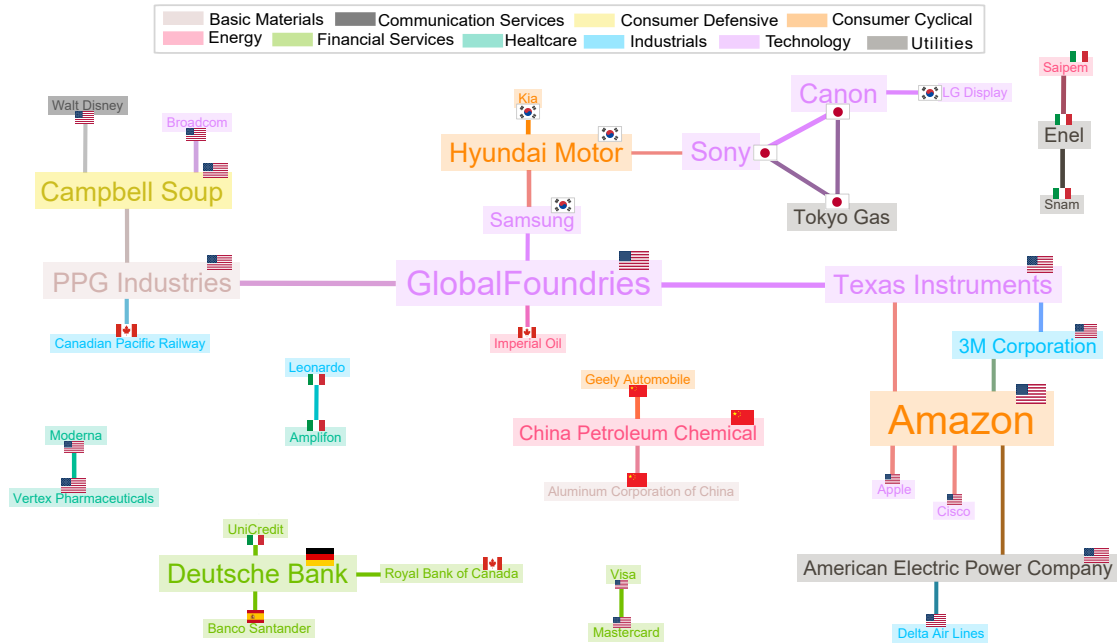 Basic Materials Communication Services Consumer Defensive Consumer Cyclical
Energy Financial Services Healtcare Industrials Technology Utilities
Saipem
Walt Disney
Broadcom
Kia
Canon
LG Display
Enel
Hyundai Motor
Sony
Campbell Soup
Snam
Samsung
Tokyo Gas
PPG Industries
GlobalFoundries
Texas Instruments
Canadian Pacific Railway
Imperial Oil
3M Corporation
Leonardo
Geely Automobile
Amazon
Moderna
Amplifon
China Petroleum Chemical
Vertex Pharmaceuticals
Aluminum Corporation of China
Apple
Cisco
UniCredit
Deutsche Bank
Royal Bank of Canada
Visa
American Electric Power Company
Banco Santander
Mastercard
Delta Air Lines